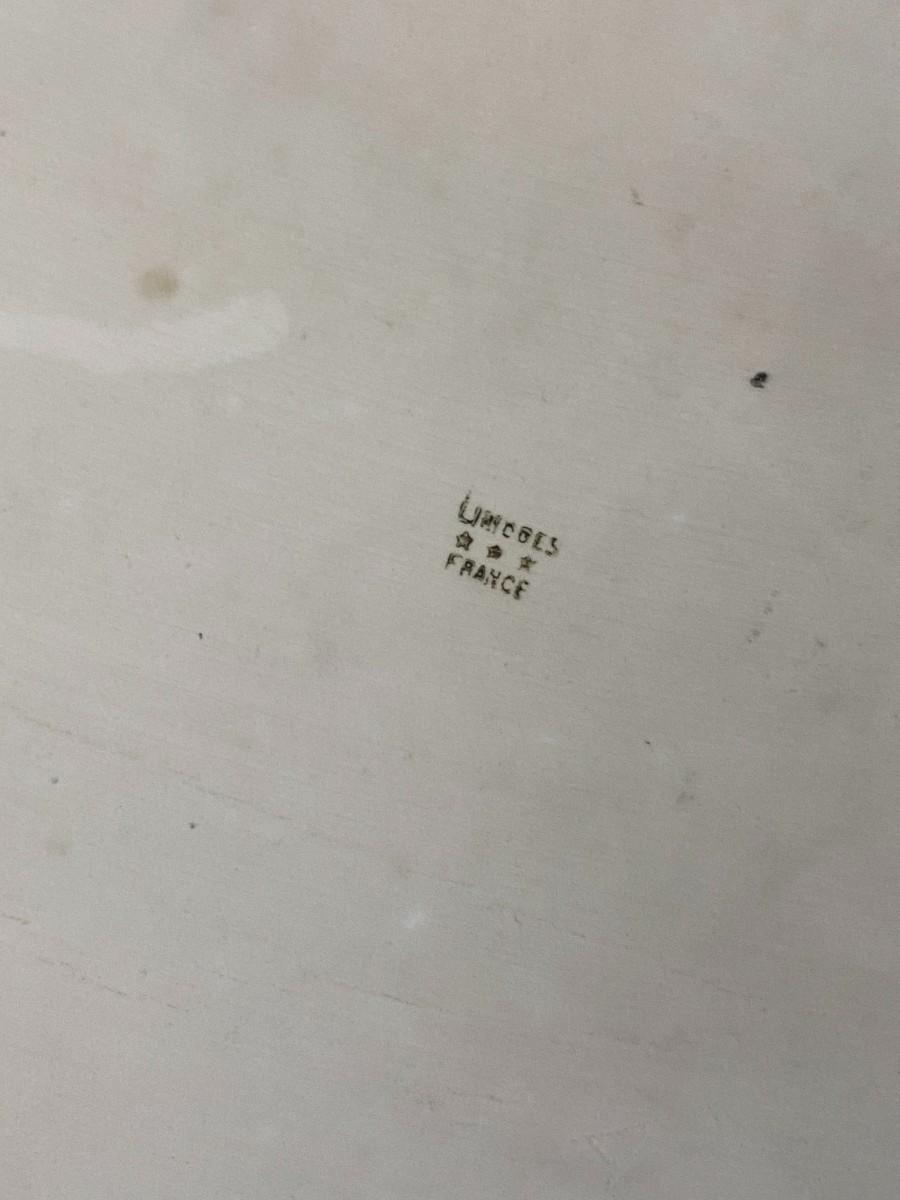 LIMOGES
☆ ☆ ☆
FRANCE